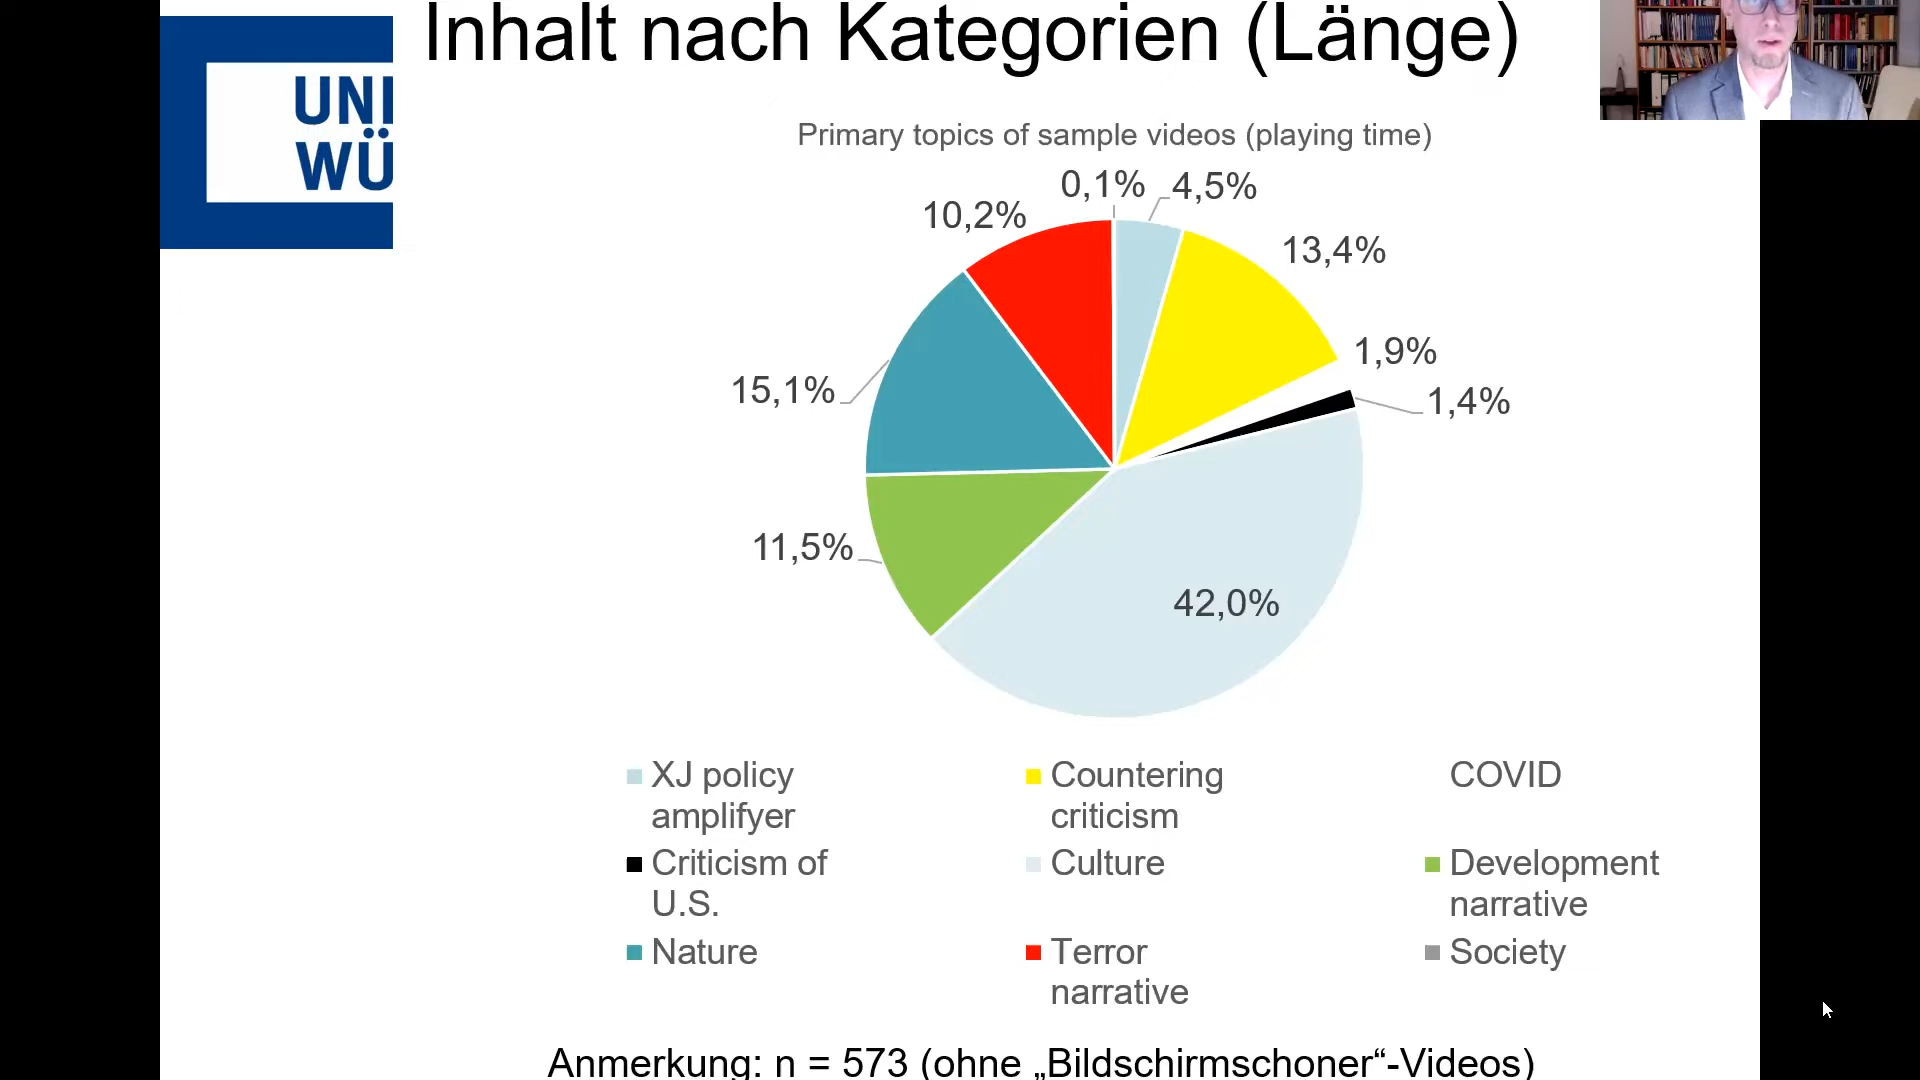 Inhalt nach Kategorien (Länge)
UNI
WÜ
Primary topics of sample videos (playing time)
0,1%
4,5%
10,2%
13,4%
1,9%
15,1%
1,4%
11,5%
42,0%
XJ policy
amplifyer
Countering
criticism
COVID
Criticism of
U.S.
Culture
Development
narrative
Nature
Terror
narrative
Society
Anmerkung: n = 573 (ohne „Bildschirmschoner“-Videos)